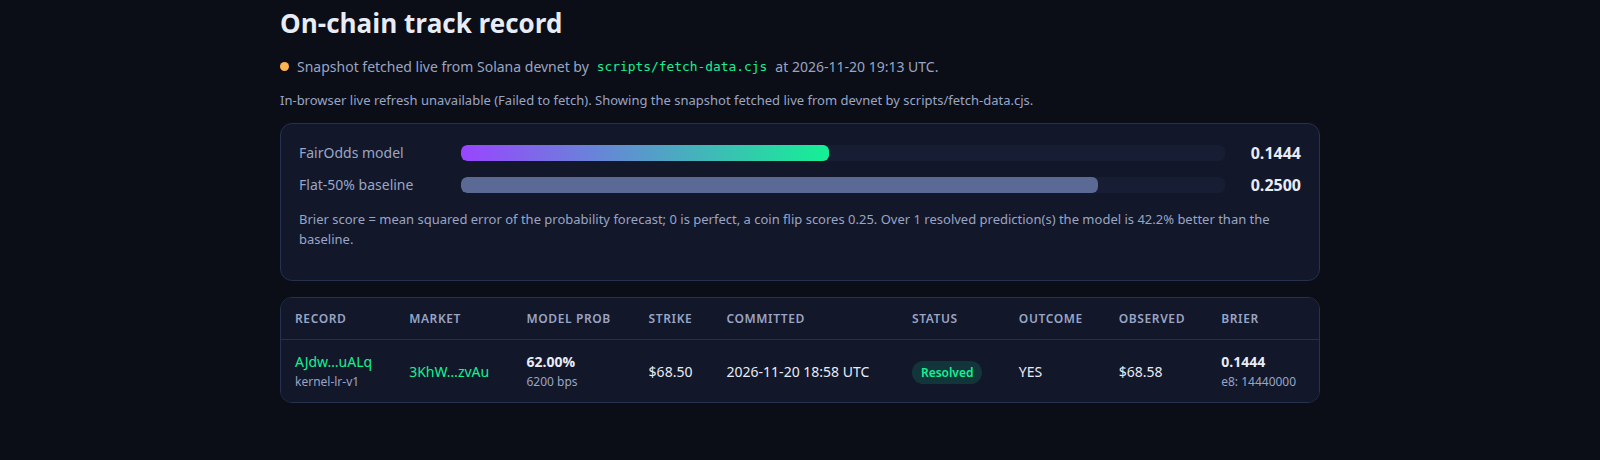 On-chain track record
Snapshot fetched live from Solana devnet by scripts/fetch-data.cjs at 2026-11-20 19:13 UTC.
In-browser live refresh unavailable (Failed to fetch). Showing the snapshot fetched live from devnet by scripts/fetch-data.cjs.
FairOdds model 0.1444
Flat-50% baseline 0.2500
Brier score = mean squared error of the probability forecast; 0 is perfect, a coin flip scores 0.25. Over 1 resolved prediction(s) the model is 42.2% better than the
baseline.
RECORD MARKET MODEL PROB STRIKE COMMITTED STATUS OUTCOME OBSERVED BRIER
AJdw…uALq 3KhW…zvAu 62.00% $68.50 2026-11-20 18:58 UTC Resolved YES $68.58 0.1444
kernel-lr-v1 6200 bps e8: 14440000